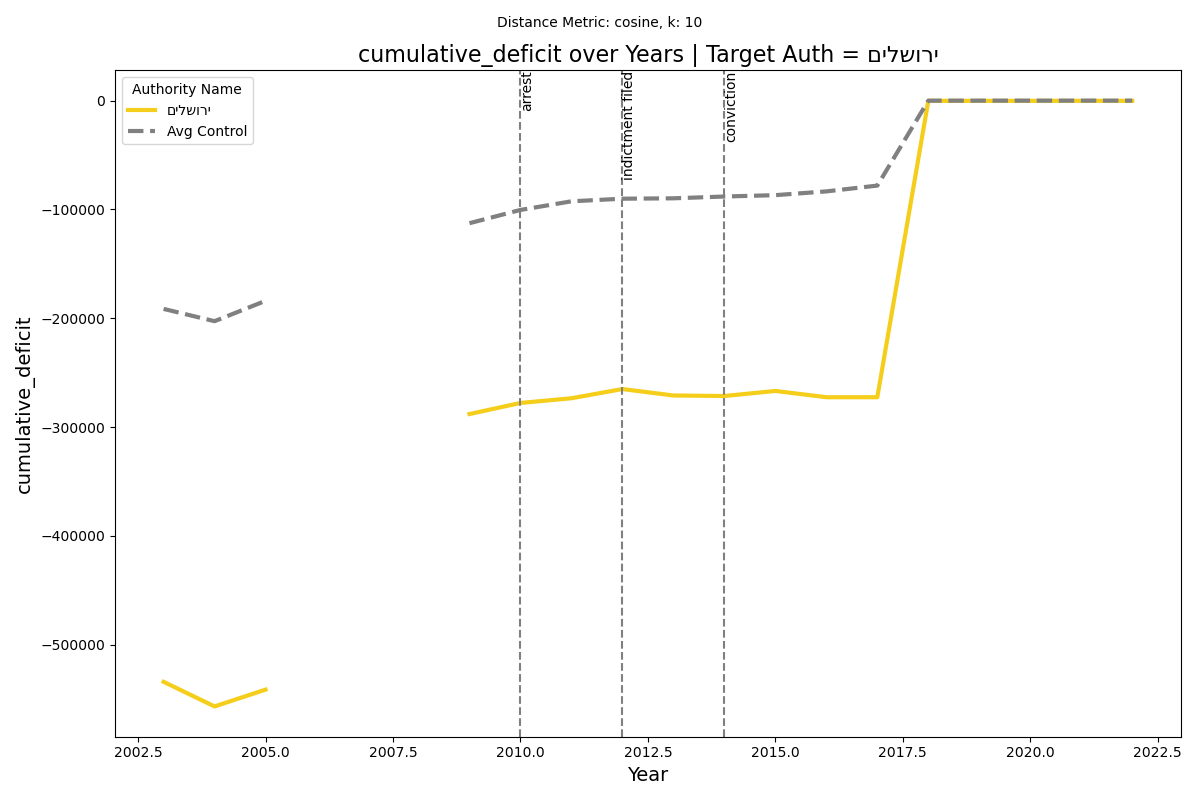 Distance Metric: cosine, k: 10
cumulative_deficit over Years | Target Auth = ירושלים
Authority Name
ירושלים
Avg Control
arrest
indictment filed
conviction
0
−100000
−200000
−300000
−400000
−500000
cumulative_deficit
2002.5 2005.0 2007.5 2010.0 2012.5 2015.0 2017.5 2020.0 2022.5
Year